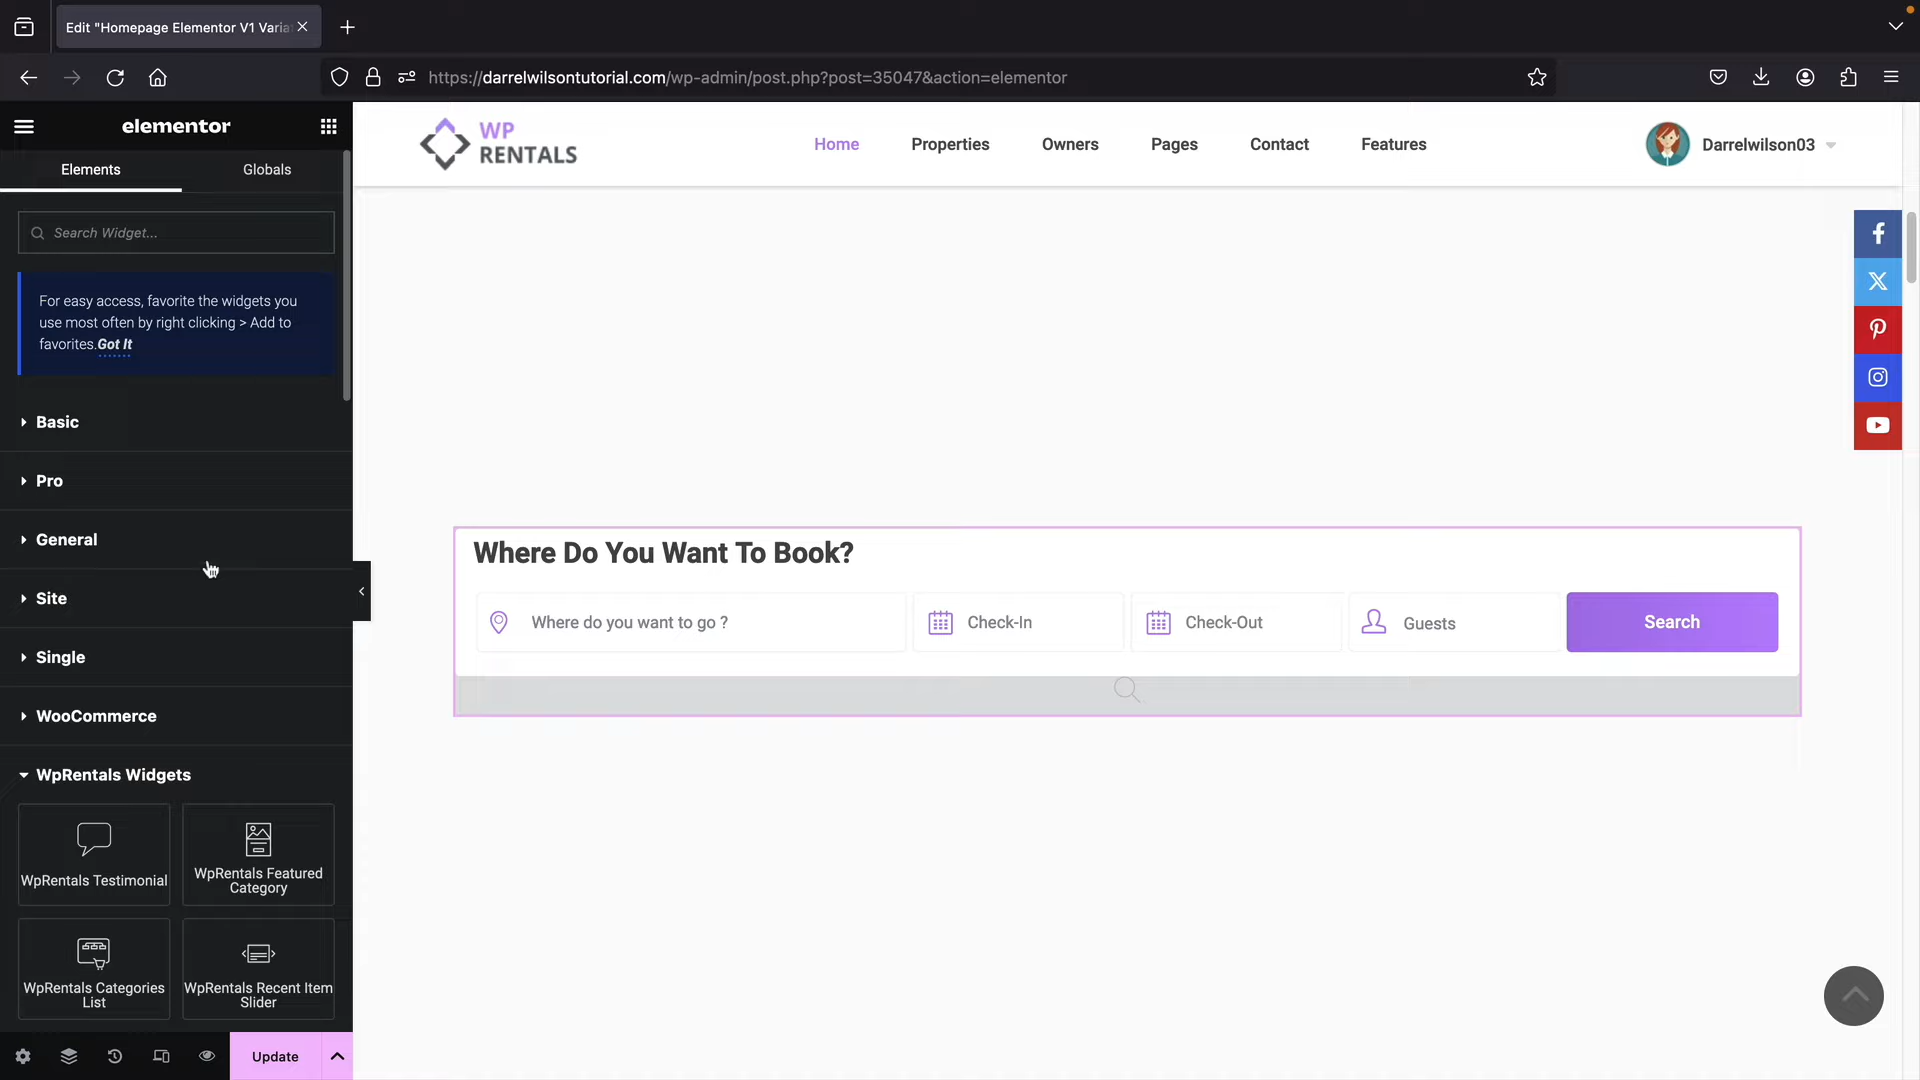 Edit "Homepage Elementor V1 Varia
https://darrelwilsontutorial.com/wp-admin/post.php?post=35047&action=elementor
elementor
Elements
Globals
Search Widget...
For easy access, favorite the widgets you
use most often by right clicking > Add to
favorites.Got It
Basic
Pro
General
Site
Single
WooCommerce
WpRentals Widgets
WpRentals Testimonial
WpRentals Featured
Category
WpRentals Categories
List
WpRentals Recent Item
Slider
Update
WP
RENTALS
Home
Properties
Owners
Pages
Contact
Features
Darrelwilson03
Where Do You Want To Book?
Where do you want to go ?
Check-In
Check-Out
Guests
Search